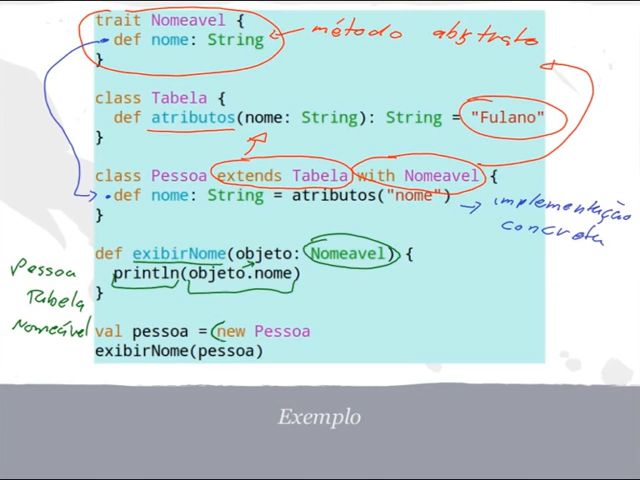 trait Nomeavel {
def nome: String
}
método abstrato
class Tabela {
def atributos(nome: String): String = "Fulano"
}
class Pessoa extends Tabela with Nomeavel {
def nome: String = atributos("nome")
}
implementação
concreta
def exibirNome(objeto: Nomeavel) {
println(objeto.nome)
}
Pessoa
Tabela
Nomeável
val pessoa = new Pessoa
exibirNome(pessoa)
Exemplo